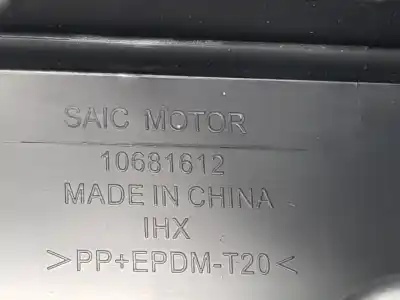 SAIC MOTOR
10681612
MADE IN CHINA
IHX
>PP+EPDM-T20<